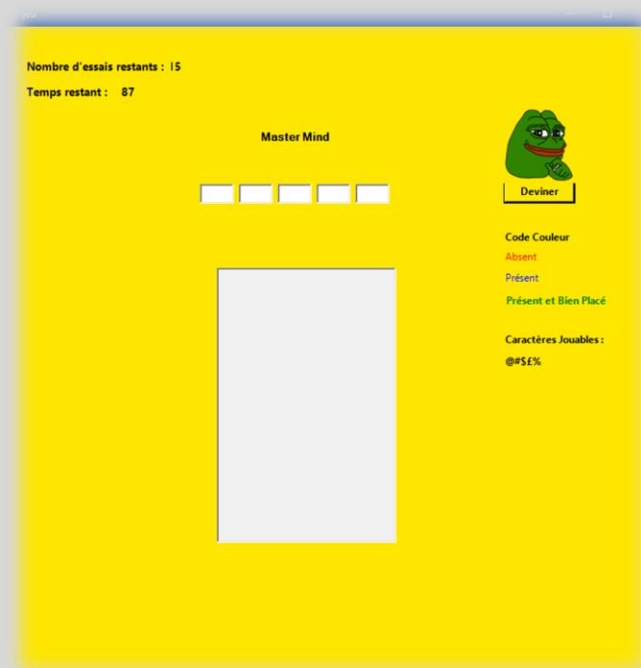 jeu
Nombre d'essais restants : 15
Temps restant : 87
Master Mind
Deviner
Code Couleur
Absent
Présent
Présent et Bien Placé
Caractères Jouables :
@#$£%